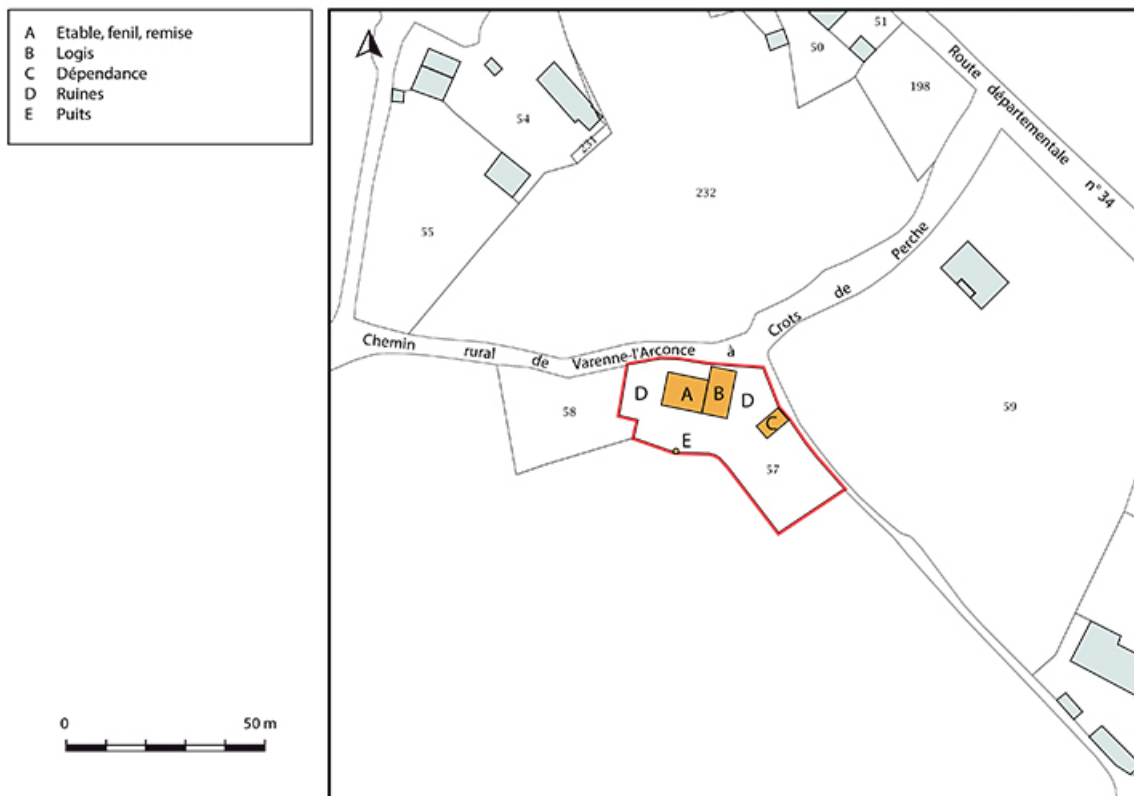 A Etable, fenil, remise
B Logis
C Dépendance
D Ruines
E Puits
0 50 m
51
50
198
Route départementale n° 34
54
231
232
55
Chemin rural de Varenne-l'Arconce à Crots de Perche
59
58
D
A
B
D
C
E
57